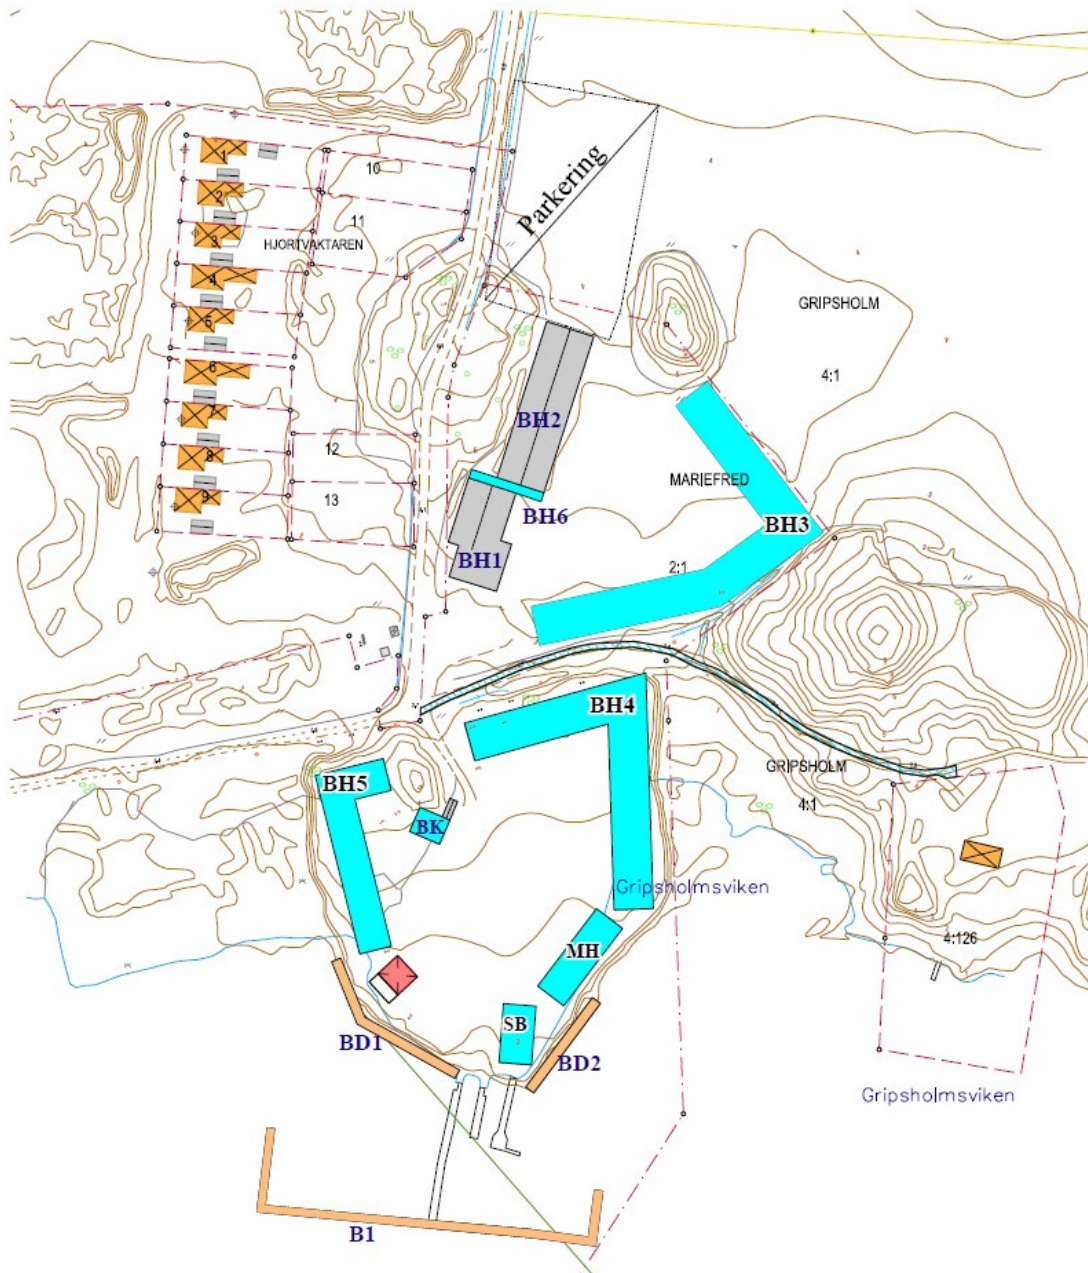 Parkering
1
2
3
4
5
6
7
8
9
10
11
HJORTVAKTAREN
12
13
GRIPSHOLM
4:1
BH2
MARIEFRED
BH6
BH3
BH1
2:1
BH4
GRIPSHOLM
4:1
BH5
BK
Gripsholmsviken
MH
4:126
SB
BD1
BD2
Gripsholmsviken
B1